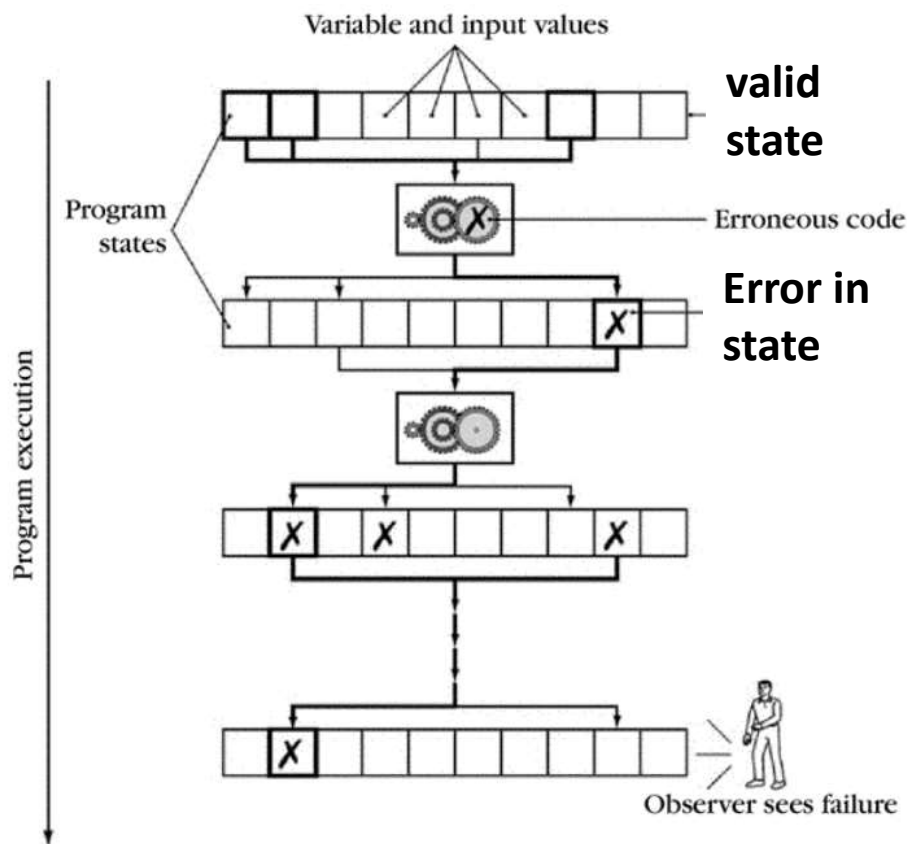 Variable and input values
valid
state
Program
states
Erroneous code
Error in
state
Program execution
X
X
X
X
X
X
Observer sees failure